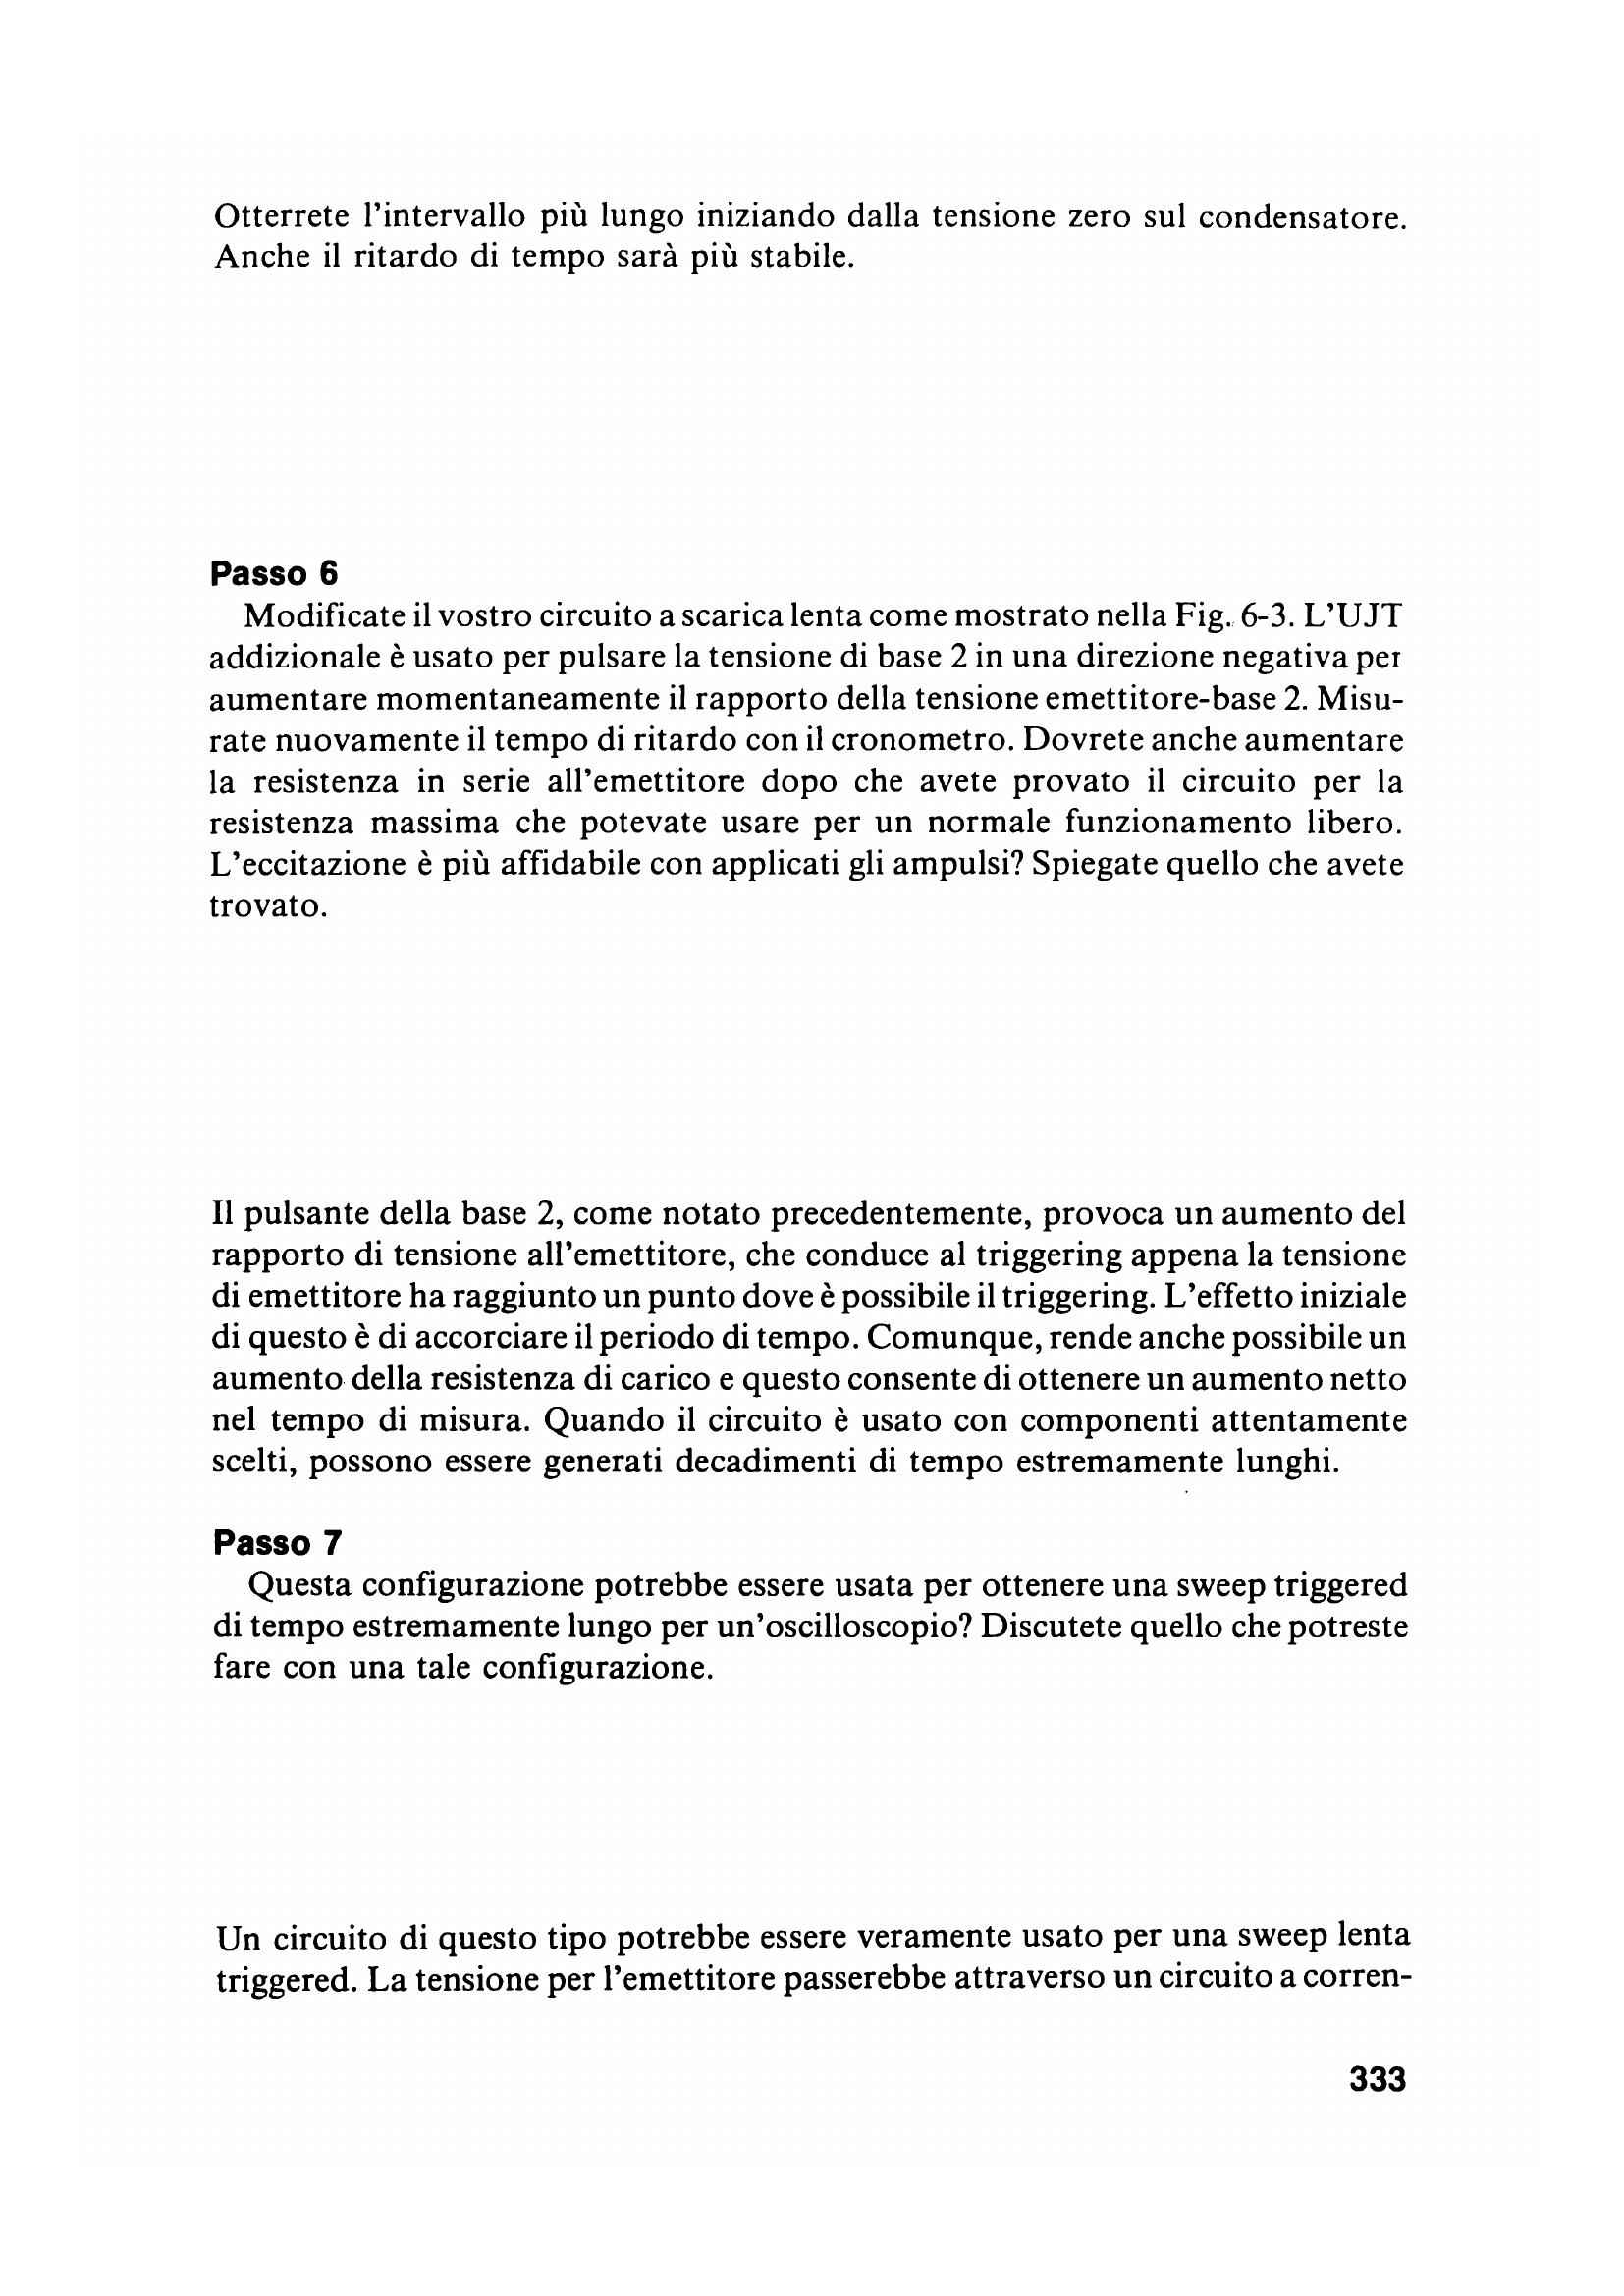 Otterrete l'intervallo più lungo iniziando dalla tensione zero sul condensatore.
Anche il ritardo di tempo sarà più stabile.
Passo 6
Modificate il vostro circuito a scarica lenta come mostrato nella Fig. 6-3. L'UJT
addizionale è usato per pulsare la tensione di base 2 in una direzione negativa per
aumentare momentaneamente il rapporto della tensione emettitore-base 2. Misu-
rate nuovamente il tempo di ritardo con il cronometro. Dovrete anche aumentare
la resistenza in serie all'emettitore dopo che avete provato il circuito per la
resistenza massima che potevate usare per un normale funzionamento libero.
L'eccitazione è più affidabile con applicati gli ampulsi? Spiegate quello che avete
trovato.
Il pulsante della base 2, come notato precedentemente, provoca un aumento del
rapporto di tensione all'emettitore, che conduce al triggering appena la tensione
di emettitore ha raggiunto un punto dove è possibile il triggering. L'effetto iniziale
di questo è di accorciare il periodo di tempo. Comunque, rende anche possibile un
aumento della resistenza di carico e questo consente di ottenere un aumento netto
nel tempo di misura. Quando il circuito è usato con componenti attentamente
scelti, possono essere generati decadimenti di tempo estremamente lunghi.
Passo 7
Questa configurazione potrebbe essere usata per ottenere una sweep triggered
di tempo estremamente lungo per un'oscilloscopio? Discutete quello che potreste
fare con una tale configurazione.
Un circuito di questo tipo potrebbe essere veramente usato per una sweep lenta
triggered. La tensione per l'emettitore passerebbe attraverso un circuito a corren-
333